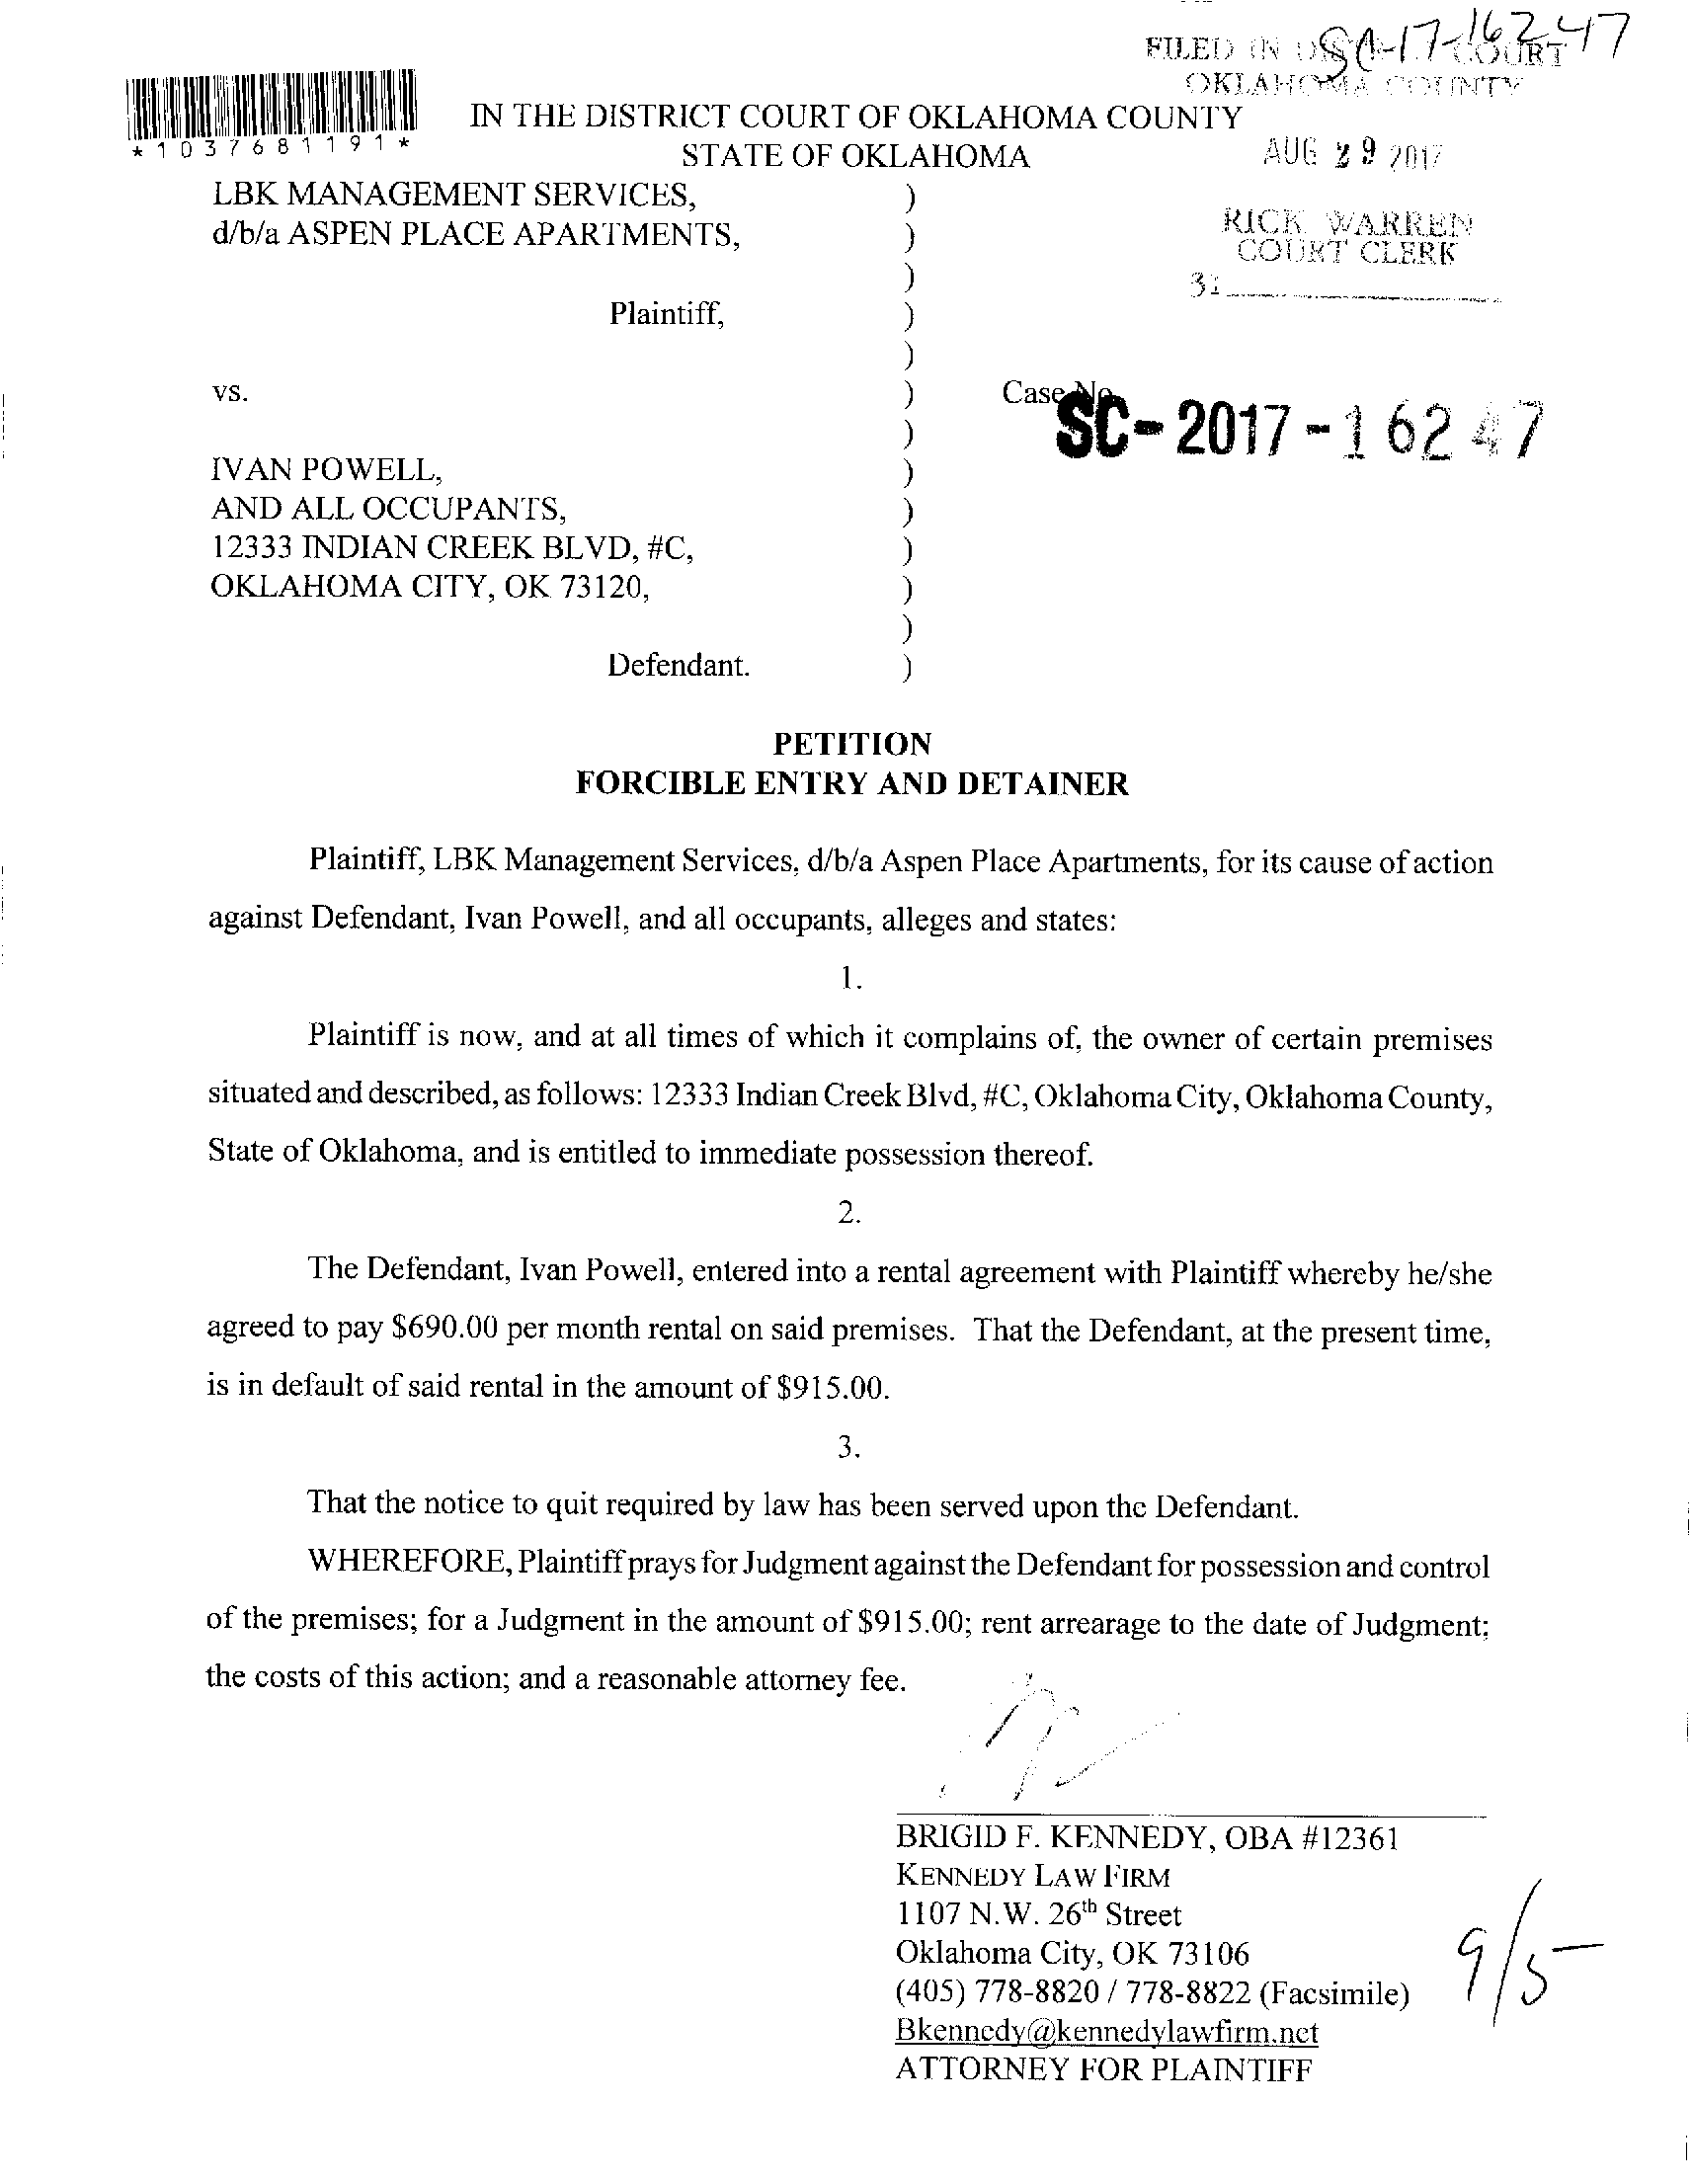 SC-17-16247
FILED IN DISTRICT COURT
OKLAHOMA COUNTY
*1037681191*
IN THE DISTRICT COURT OF OKLAHOMA COUNTY
STATE OF OKLAHOMA
AUG 29 2017
LBK MANAGEMENT SERVICES, )
d/b/a ASPEN PLACE APARTMENTS, )
RICK WARREN
COURT CLERK
)
31
Plaintiff, )
)
vs. ) Case No.
SC-2017-16247
)
IVAN POWELL, )
AND ALL OCCUPANTS, )
12333 INDIAN CREEK BLVD, #C, )
OKLAHOMA CITY, OK 73120, )
)
Defendant. )
PETITION
FORCIBLE ENTRY AND DETAINER
Plaintiff, LBK Management Services, d/b/a Aspen Place Apartments, for its cause of action
against Defendant, Ivan Powell, and all occupants, alleges and states:
1.
Plaintiff is now, and at all times of which it complains of, the owner of certain premises
situated and described, as follows: 12333 Indian Creek Blvd, #C, Oklahoma City, Oklahoma County,
State of Oklahoma, and is entitled to immediate possession thereof.
2.
The Defendant, Ivan Powell, entered into a rental agreement with Plaintiff whereby he/she
agreed to pay $690.00 per month rental on said premises. That the Defendant, at the present time,
is in default of said rental in the amount of $915.00.
3.
That the notice to quit required by law has been served upon the Defendant.
WHEREFORE, Plaintiff prays for Judgment against the Defendant for possession and control
of the premises; for a Judgment in the amount of $915.00; rent arrearage to the date of Judgment;
the costs of this action; and a reasonable attorney fee.
BRIGID F. KENNEDY, OBA #12361
KENNEDY LAW FIRM
1107 N.W. 26th Street
Oklahoma City, OK 73106
(405) 778-8820 / 778-8822 (Facsimile)
Bkennedy@kennedylawfirm.net
ATTORNEY FOR PLAINTIFF
9/5